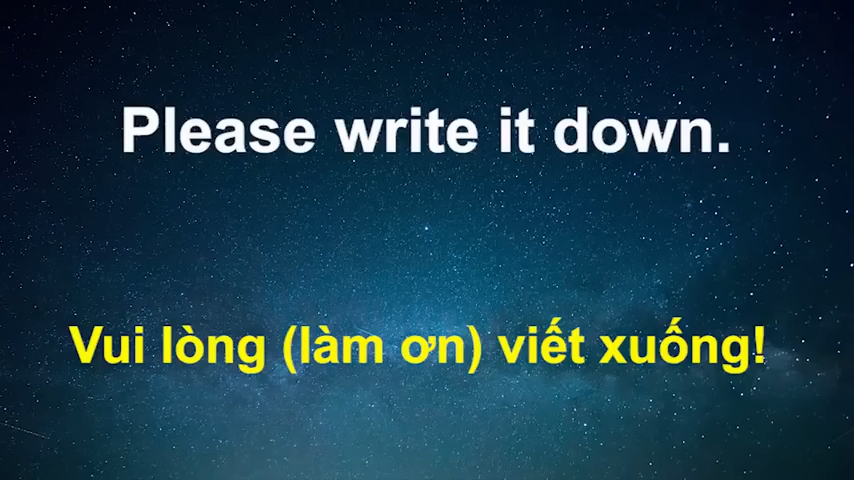 Please write it down.
Vui lòng (làm ơn) viết xuống!